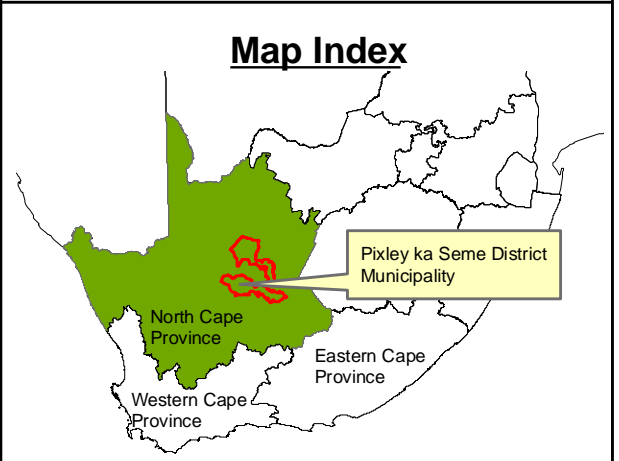 Map Index
Pixley ka Seme District
Municipality
North Cape
Province
Eastern Cape
Province
Western Cape
Province